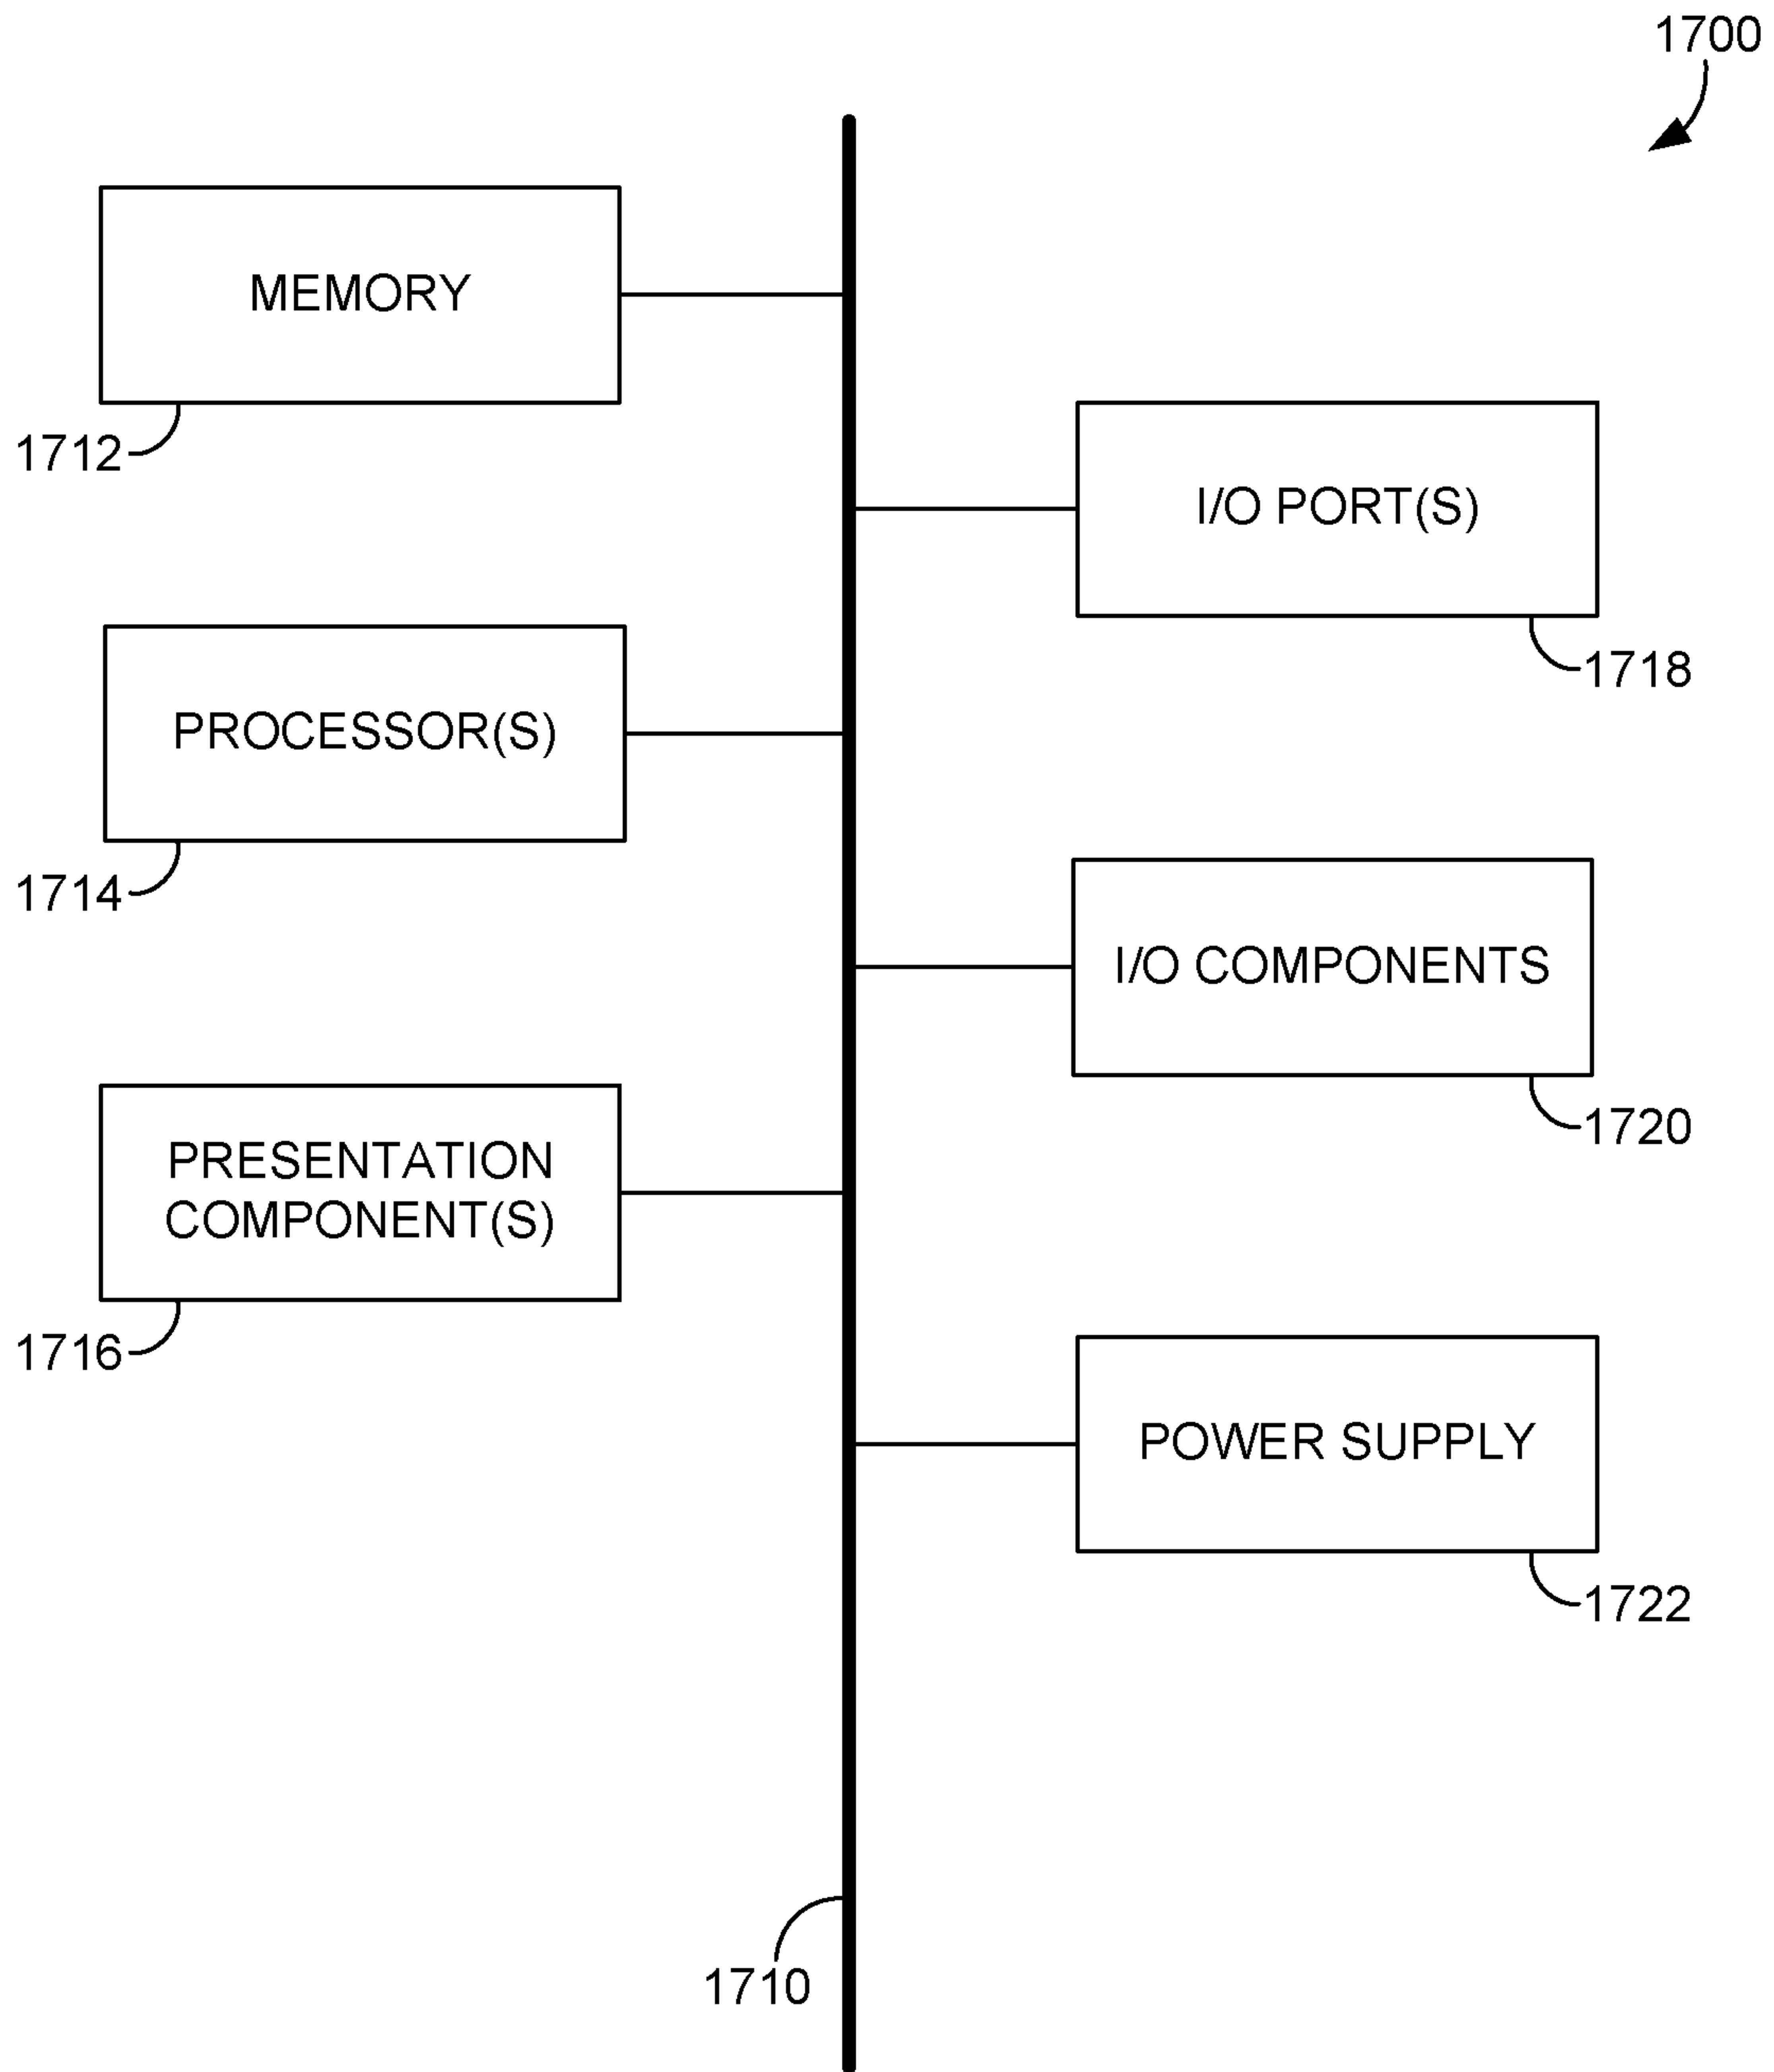 1700
MEMORY
1712
I/O PORT(S)
1718
PROCESSOR(S)
1714
I/O COMPONENTS
1720
PRESENTATION
COMPONENT(S)
1716
POWER SUPPLY
1722
1710